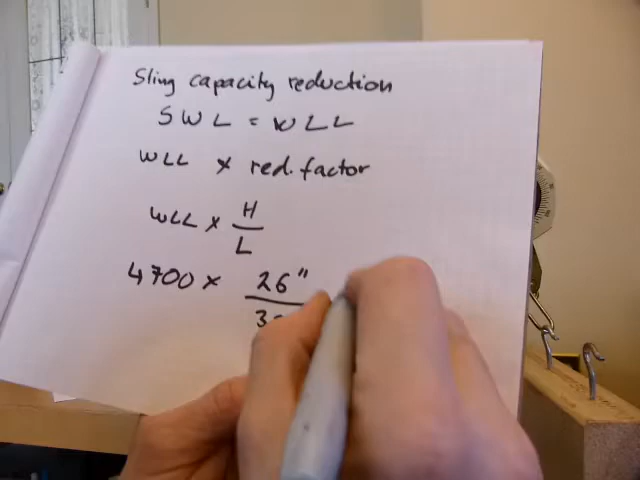 Sling capacity reduction
SWL = WLL
WLL x red. factor
WLL x H
L
4700 x 26"